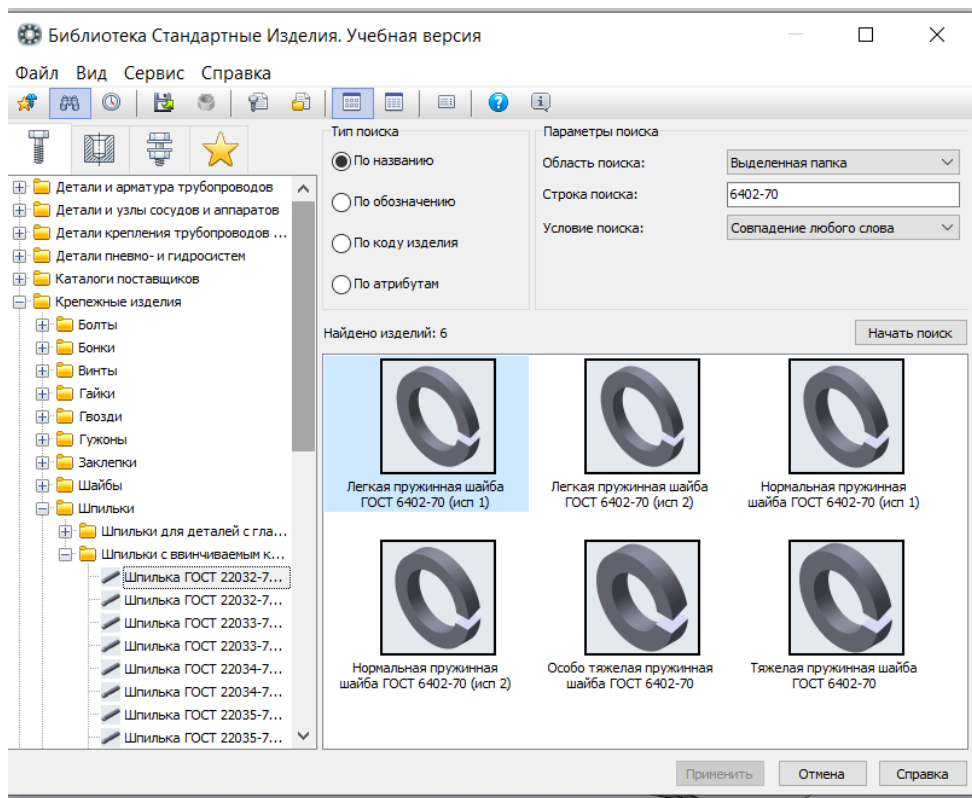 Библиотека Стандартные Изделия. Учебная версия
Файл Вид Сервис Справка
Тип поиска
По названию
По обозначению
По коду изделия
По атрибутам
Параметры поиска
Область поиска: Выделенная папка
Строка поиска: 6402-70
Условие поиска: Совпадение любого слова
Детали и арматура трубопроводов
Детали и узлы сосудов и аппаратов
Детали крепления трубопроводов ...
Детали пневмо- и гидросистем
Каталоги поставщиков
Крепежные изделия
Болты
Бонки
Винты
Гайки
Гвозди
Гужоны
Заклепки
Шайбы
Шпильки
Шпильки для деталей с гла...
Шпильки с ввинчиваемым к...
Шпилька ГОСТ 22032-7...
Шпилька ГОСТ 22032-7...
Шпилька ГОСТ 22033-7...
Шпилька ГОСТ 22033-7...
Шпилька ГОСТ 22034-7...
Шпилька ГОСТ 22034-7...
Шпилька ГОСТ 22035-7...
Шпилька ГОСТ 22035-7...
Найдено изделий: 6
Начать поиск
Легкая пружинная шайба
ГОСТ 6402-70 (исп 1)
Легкая пружинная шайба
ГОСТ 6402-70 (исп 2)
Нормальная пружинная
шайба ГОСТ 6402-70 (исп 1)
Нормальная пружинная
шайба ГОСТ 6402-70 (исп 2)
Особо тяжелая пружинная
шайба ГОСТ 6402-70
Тяжелая пружинная шайба
ГОСТ 6402-70
Применить Отмена Справка